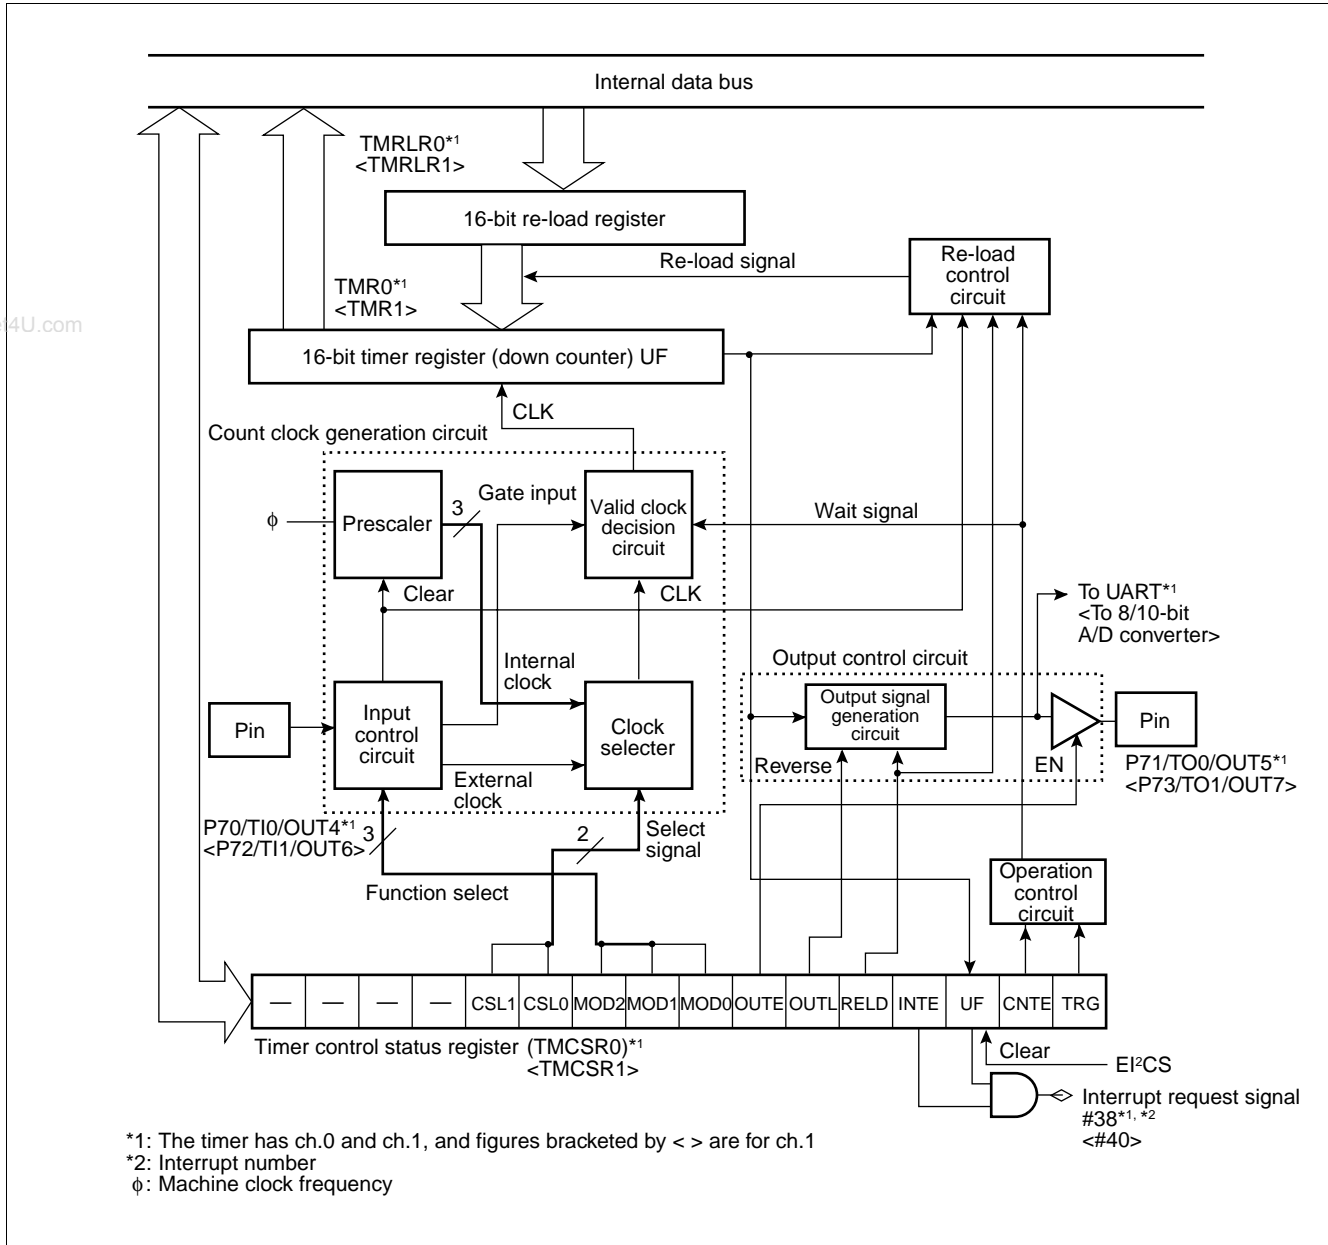 Internal data bus
TMRLR0*1
<TMRLR1>
16-bit re-load register
Re-load signal
Re-load
control
circuit
TMR0*1
<TMR1>
4U.com
16-bit timer register (down counter) UF
CLK
Count clock generation circuit
Gate input
3
Prescaler
ϕ
Valid clock
decision
circuit
Wait signal
Clear
CLK
To UART*1
<To 8/10-bit
A/D converter>
Internal
clock
Output control circuit
Pin
Input
control
circuit
Clock
selecter
Output signal
generation
circuit
Pin
External
clock
Reverse
EN
P71/TO0/OUT5*1
<P73/TO1/OUT7>
P70/TI0/OUT4*1
<P72/TI1/OUT6>
3
2
Select
signal
Function select
Operation
control
circuit
— — — — CSL1 CSL0 MOD2 MOD1 MOD0 OUTE OUTL RELD INTE UF CNTE TRG
Timer control status register (TMCSR0)*1
<TMCSR1>
Clear
EI²CS
Interrupt request signal
#38*1, *2
<#40>
*1: The timer has ch.0 and ch.1, and figures bracketed by < > are for ch.1
*2: Interrupt number
ϕ: Machine clock frequency